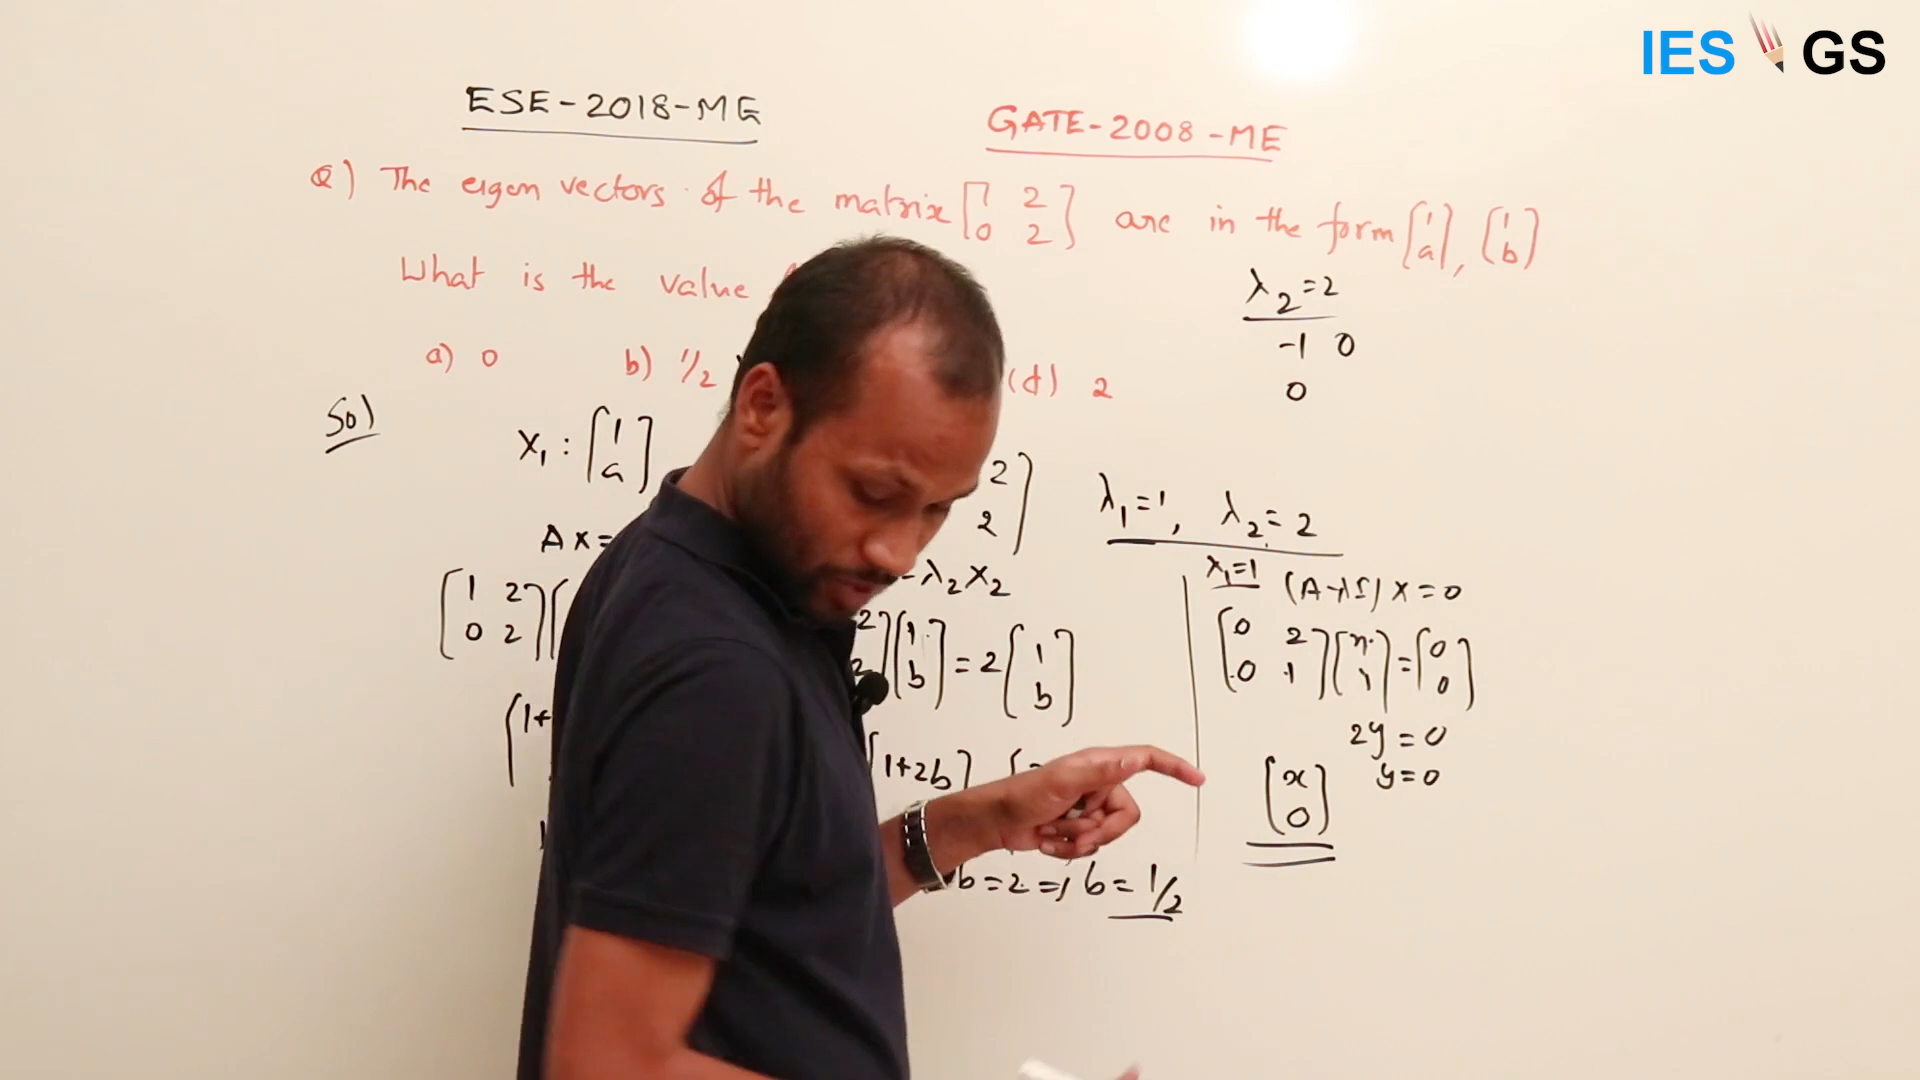 IES GS
ESE-2018-ME
GATE-2008-ME
Q) The eigen vectors of the matrix [1 2 0 2] are in the form [1 a], [1 b]
What is the value
a) 0 b) 1/2 (d) 2
λ2=2
-1 0
0
Sol
X1 : [1 a]
2
2
λ1=1, λ2=2
AX=
-λ2X2
x1=1 (A-λI) x=0
[1 2 0 2]
[1 b] = 2 [1 b]
[0 2 0 1] = [0 0]
[1+
1+2b]
2y=0
y=0
[x 0]
b=2 => b=1/2